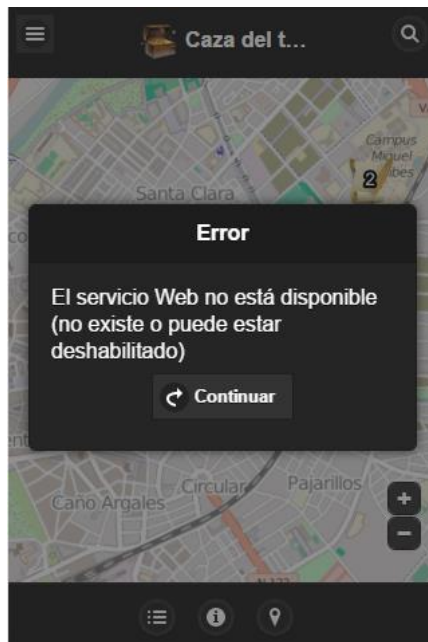 Caza del t...
Campus
Miguel
bes
2
Santa Clara
Error
El servicio Web no está disponible
(no existe o puede estar
deshabilitado)
Continuar
Caño Argales
Circular
Pajarillos
+
−